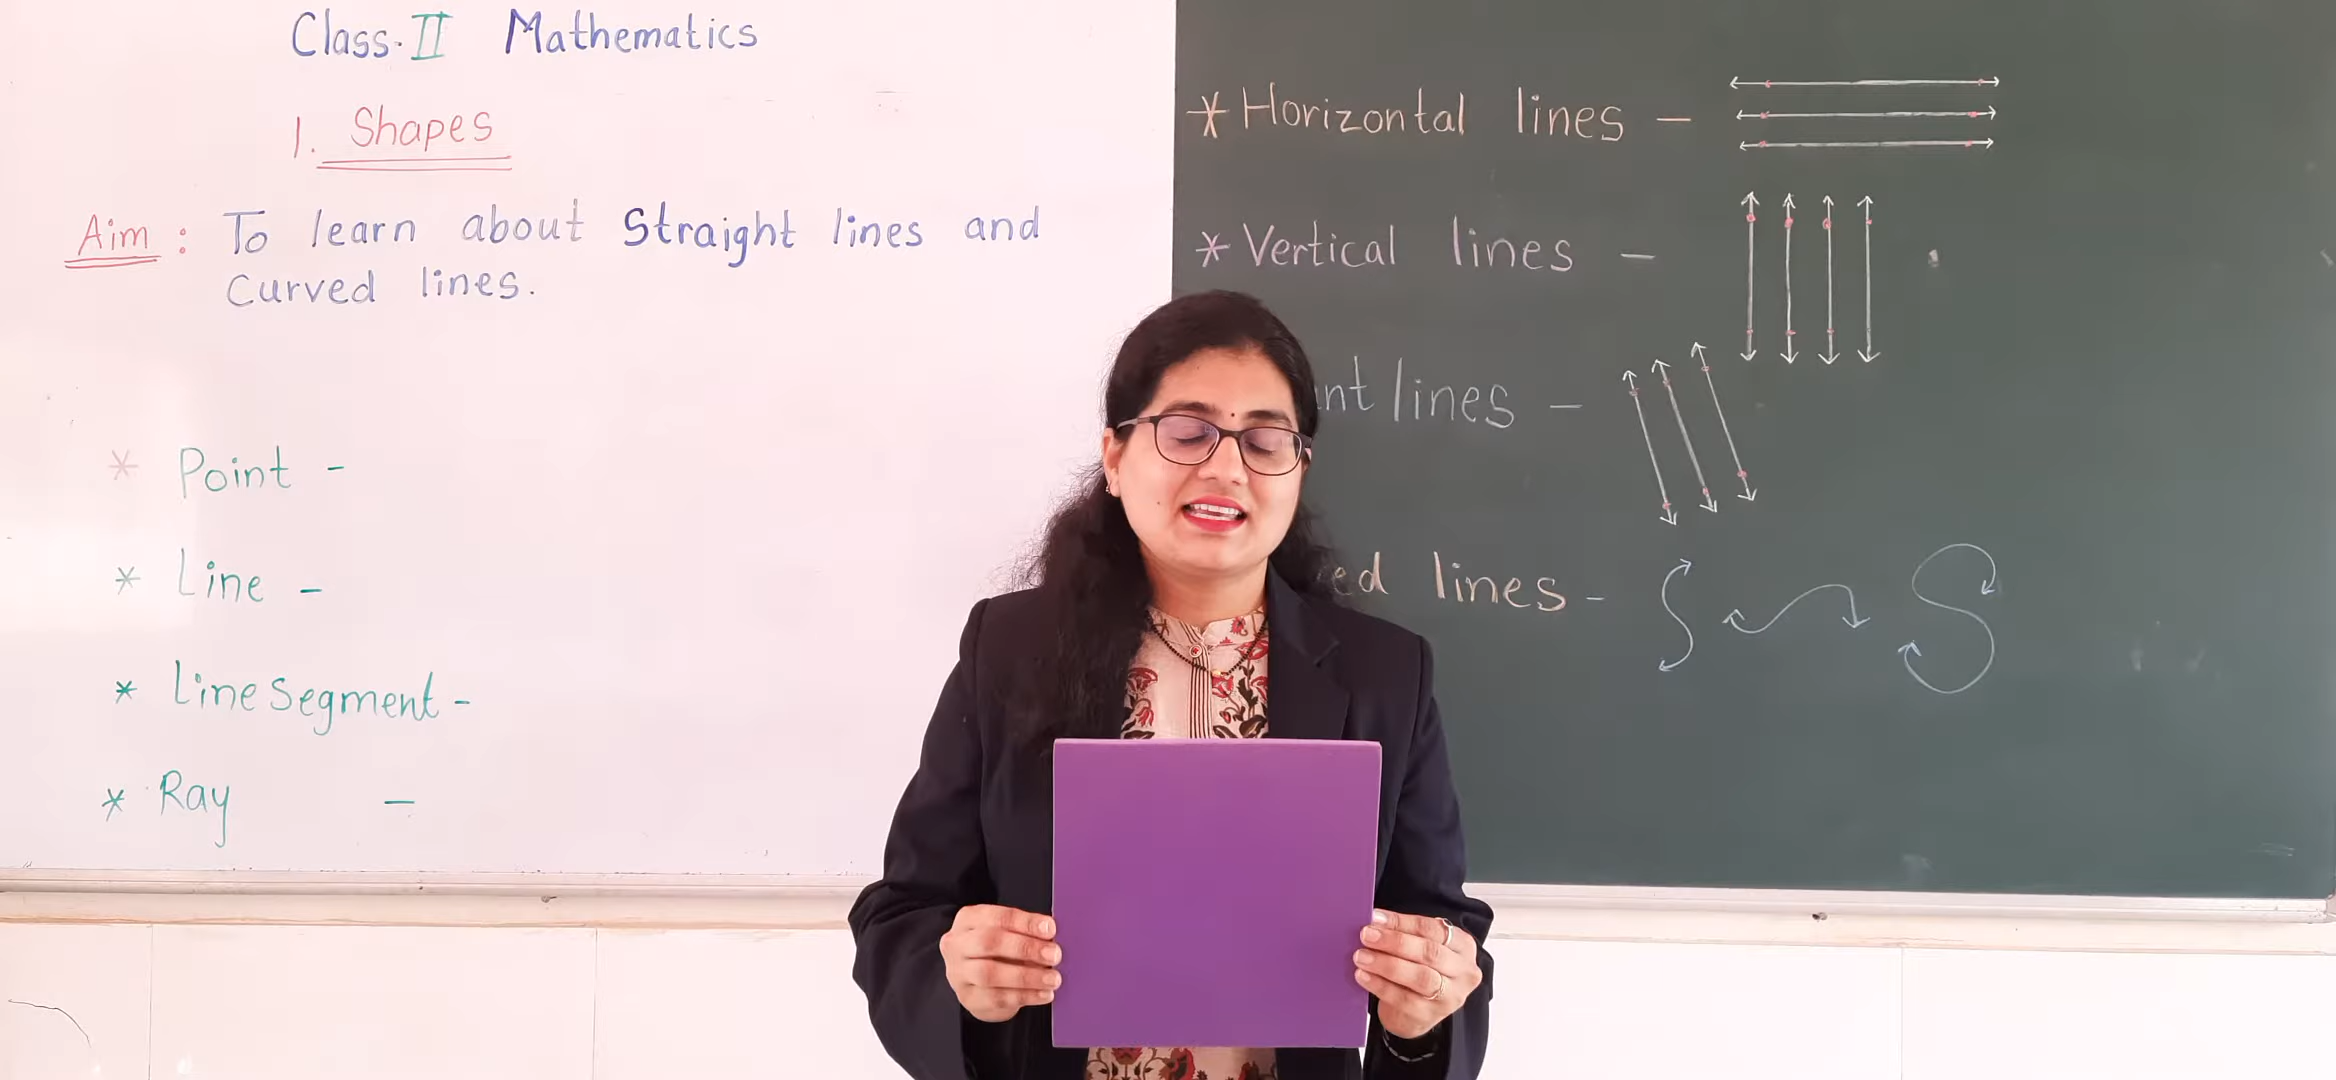 Class. II Mathematics
1. Shapes
Aim : To learn about Straight lines and
Curved lines.
* Point -
* Line -
* Line Segment -
* Ray -
* Horizontal lines -
* Vertical lines -
lines -
lines -